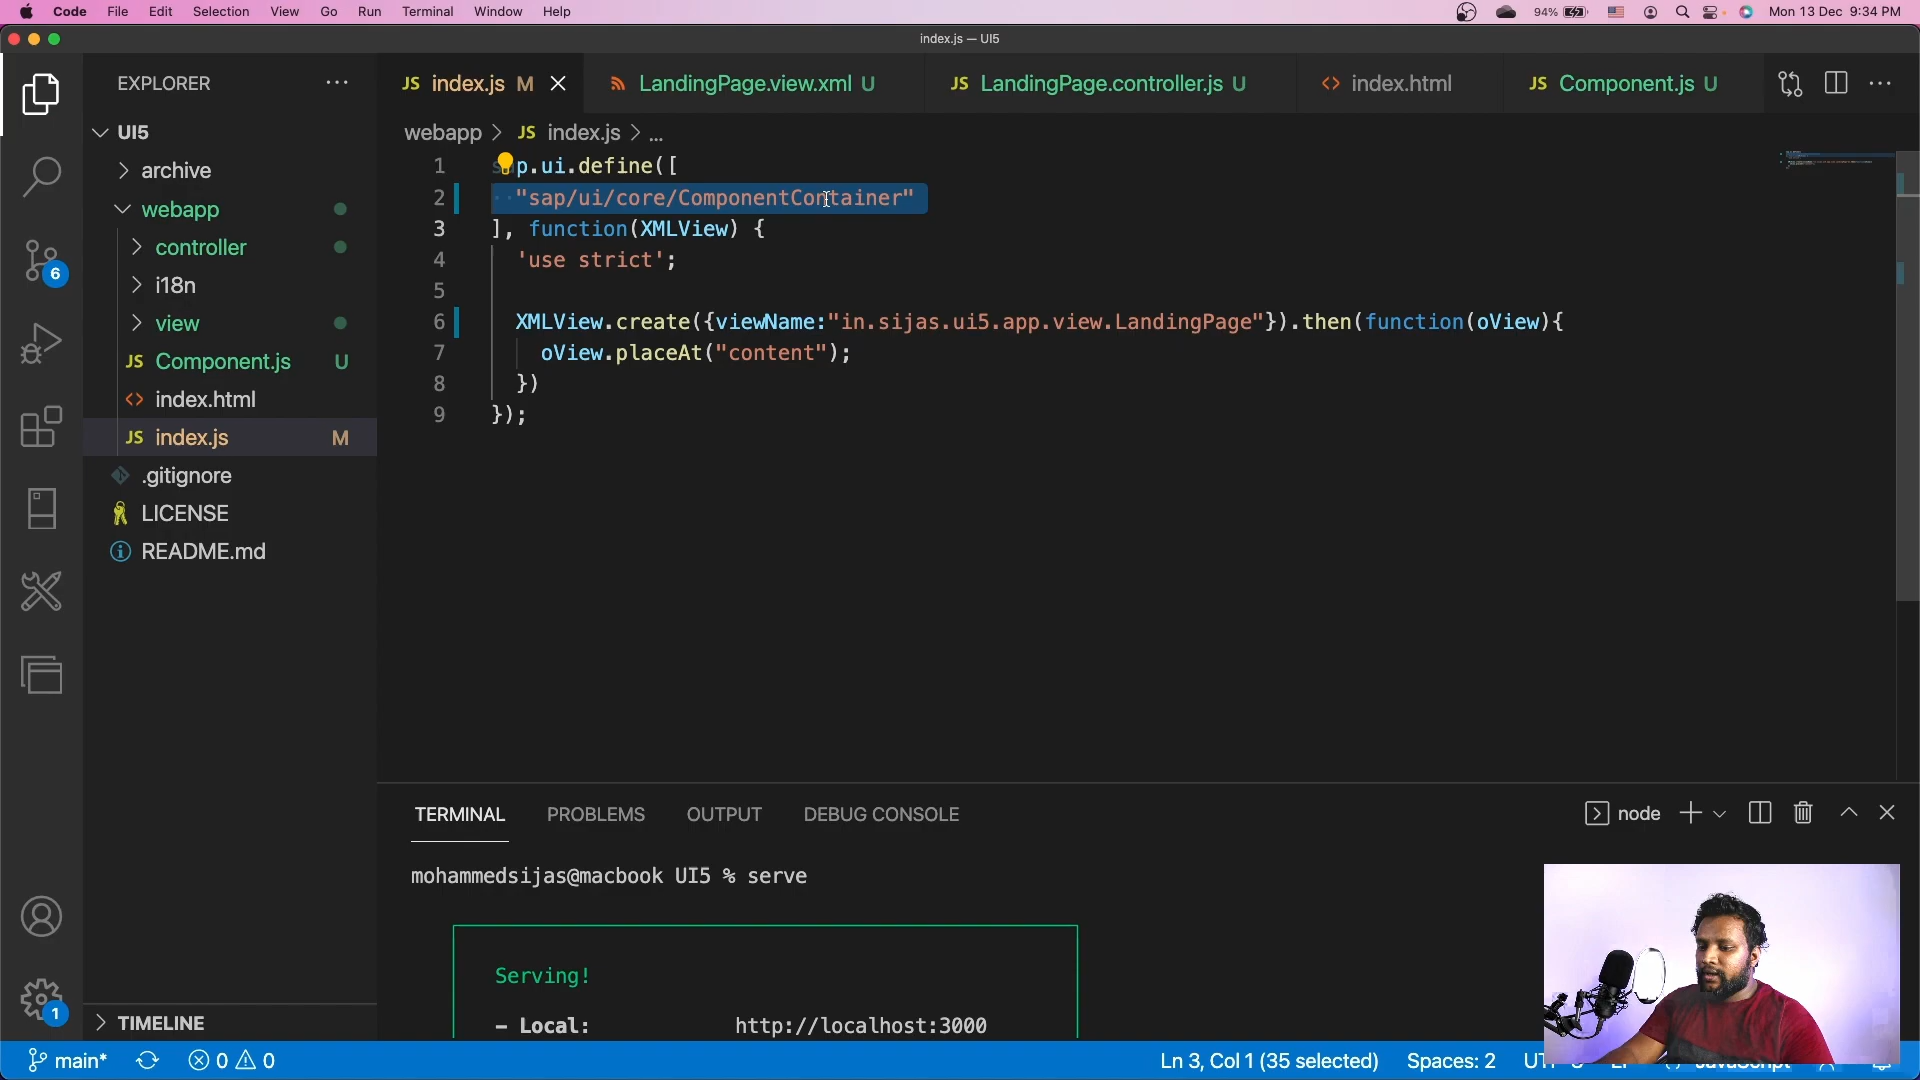 Code File Edit Selection View Go Run Terminal Window Help 94% Mon 13 Dec 9:34 PM
index.js — UI5
EXPLORER ···
JS index.js M
LandingPage.view.xml U
JS LandingPage.controller.js U
<> index.html
JS Component.js U
UI5
archive
webapp
controller
i18n
view
JS Component.js U
<> index.html
JS index.js M
.gitignore
LICENSE
README.md
TIMELINE
6
1
webapp > JS index.js > ...
1 sap.ui.define([
2 "sap/ui/core/ComponentContainer"
3 ], function(XMLView) {
4 'use strict';
5
6 XMLView.create({viewName:"in.sijas.ui5.app.view.LandingPage"}).then(function(oView){
7 oView.placeAt("content");
8 })
9 });
TERMINAL PROBLEMS OUTPUT DEBUG CONSOLE
node
mohammedsijas@macbook UI5 % serve
Serving!
– Local: http://localhost:3000
main* 0 0
Ln 3, Col 1 (35 selected) Spaces: 2